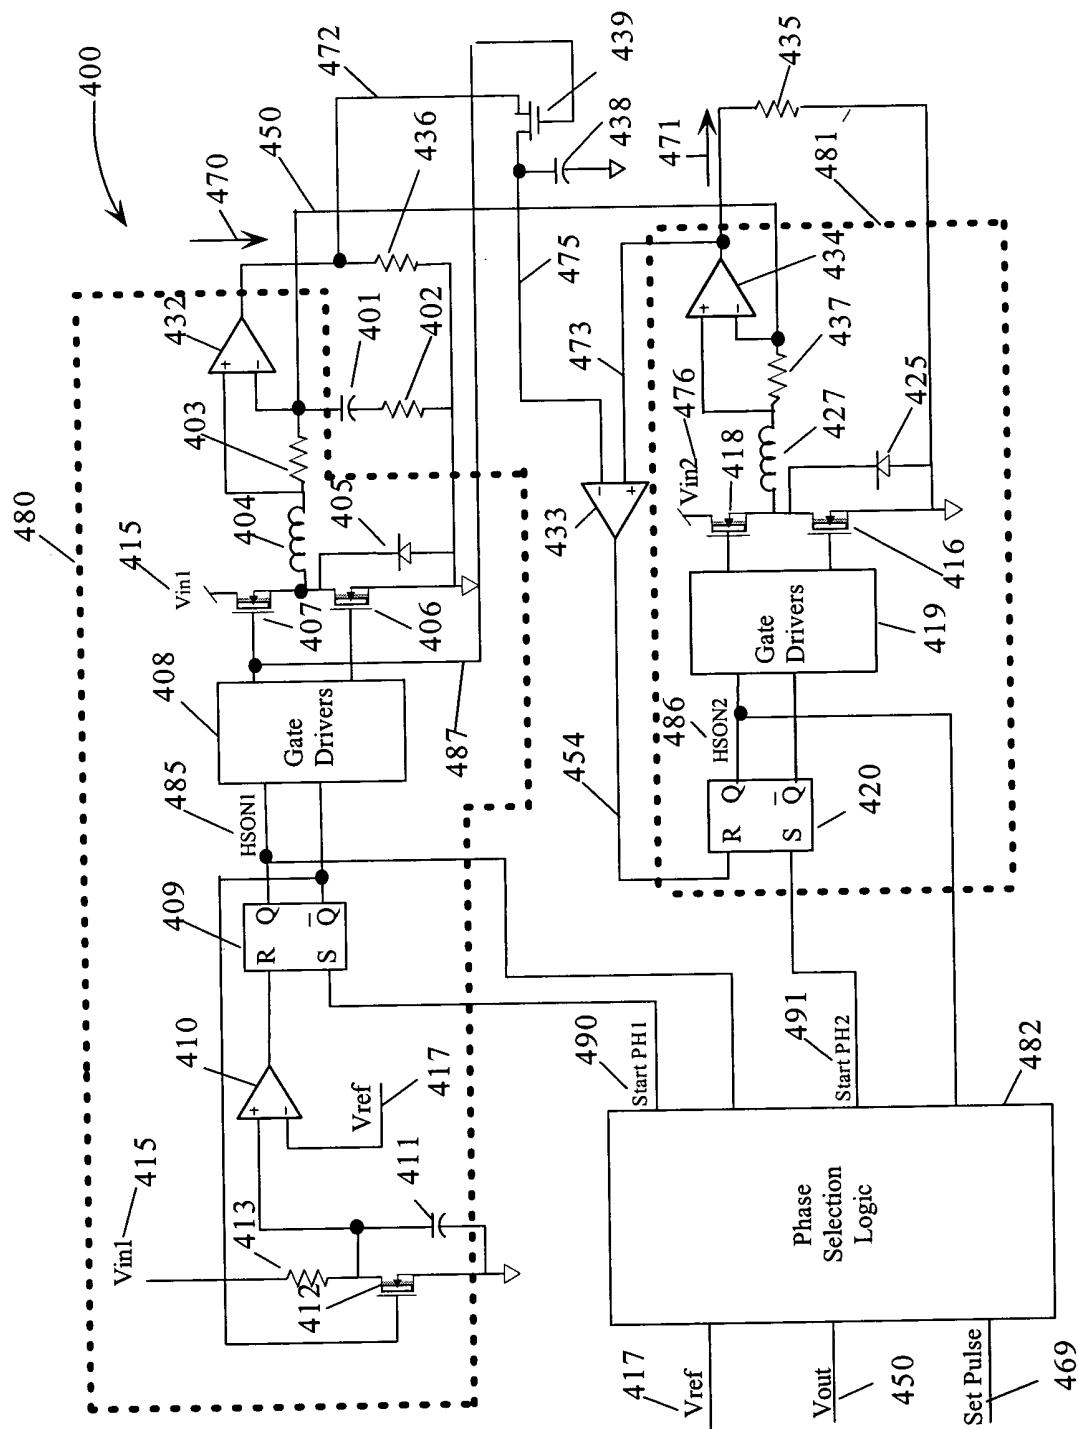 400
480
415
Vin1
404
403
432
470
450
472
439
438
436
401
402
405
407
406
408
Gate
Drivers
487
485
HSON1
409
R
Q
S
Q
410
+
-
Vref
417
411
415
Vin1
413
412
+
-
475
473
433
-
+
454
471
435
481
434
+
-
437
476
Vin2
418
427
425
416
419
Gate
Drivers
486
HSON2
R
Q
S
Q
420
490
Start PH1
491
Start PH2
482
Phase
Selection
Logic
417
Vref
Vout
450
Set Pulse
469